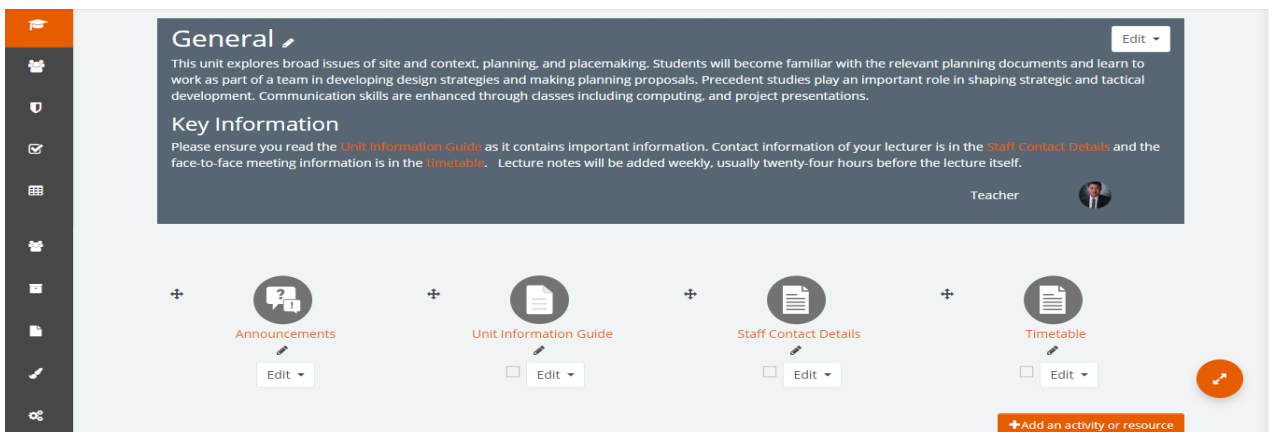 General
Edit
This unit explores broad issues of site and context, planning, and placemaking. Students will become familiar with the relevant planning documents and learn to
work as part of a team in developing design strategies and making planning proposals. Precedent studies play an important role in shaping strategic and tactical
development. Communication skills are enhanced through classes including computing, and project presentations.
Key Information
Please ensure you read the Unit Information Guide as it contains important information. Contact information of your lecturer is in the Staff Contact Details and the
face-to-face meeting information is in the timetable. Lecture notes will be added weekly, usually twenty-four hours before the lecture itself.
Teacher
Announcements
Unit Information Guide
Staff Contact Details
Timetable
Edit
Edit
Edit
Edit
+Add an activity or resource